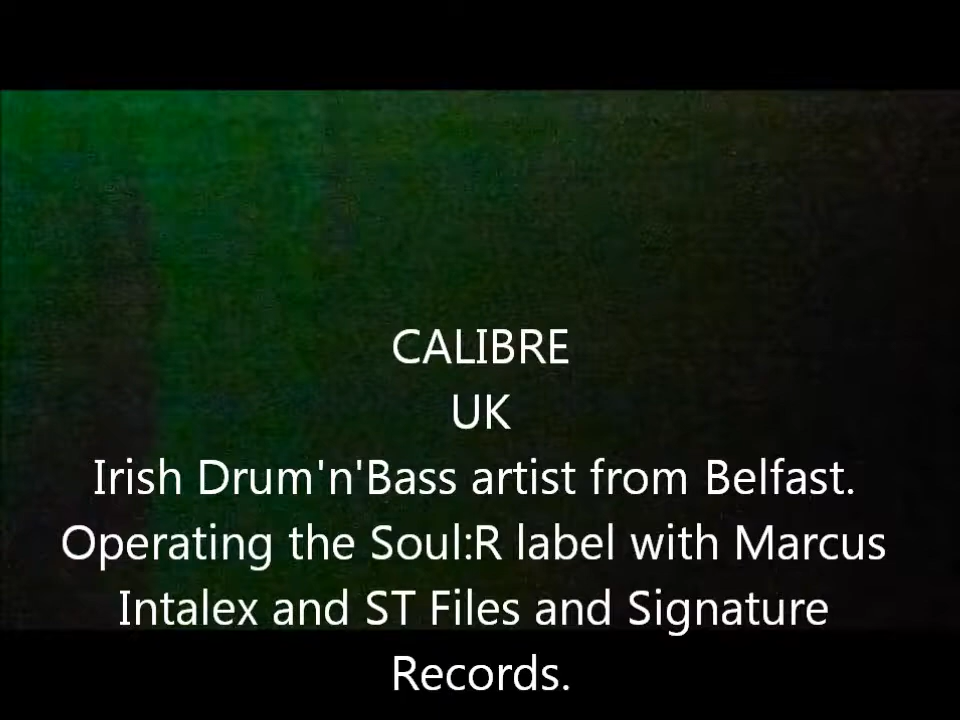 CALIBRE
UK
Irish Drum'n'Bass artist from Belfast.
Operating the Soul:R label with Marcus
Intalex and ST Files and Signature
Records.